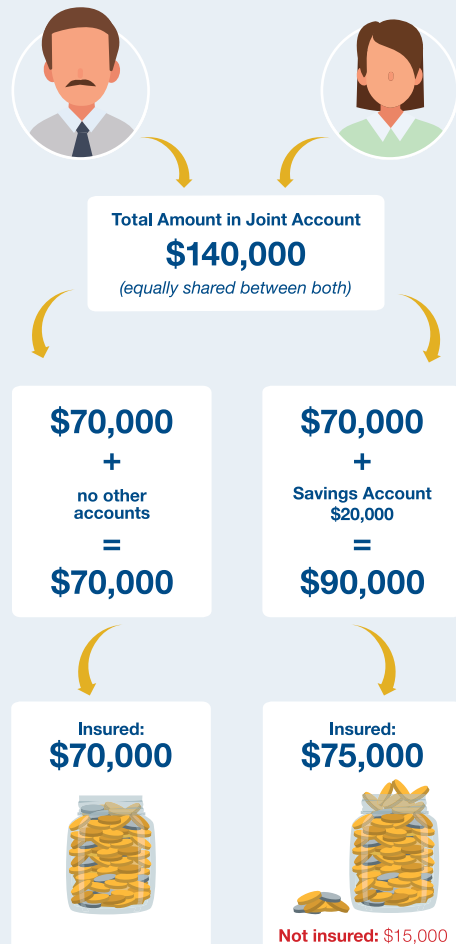 Total Amount in Joint Account
$140,000
(equally shared between both)
$70,000
+
no other
accounts
=
$70,000
$70,000
+
Savings Account
$20,000
=
$90,000
Insured:
$70,000
Insured:
$75,000
Not insured: $15,000